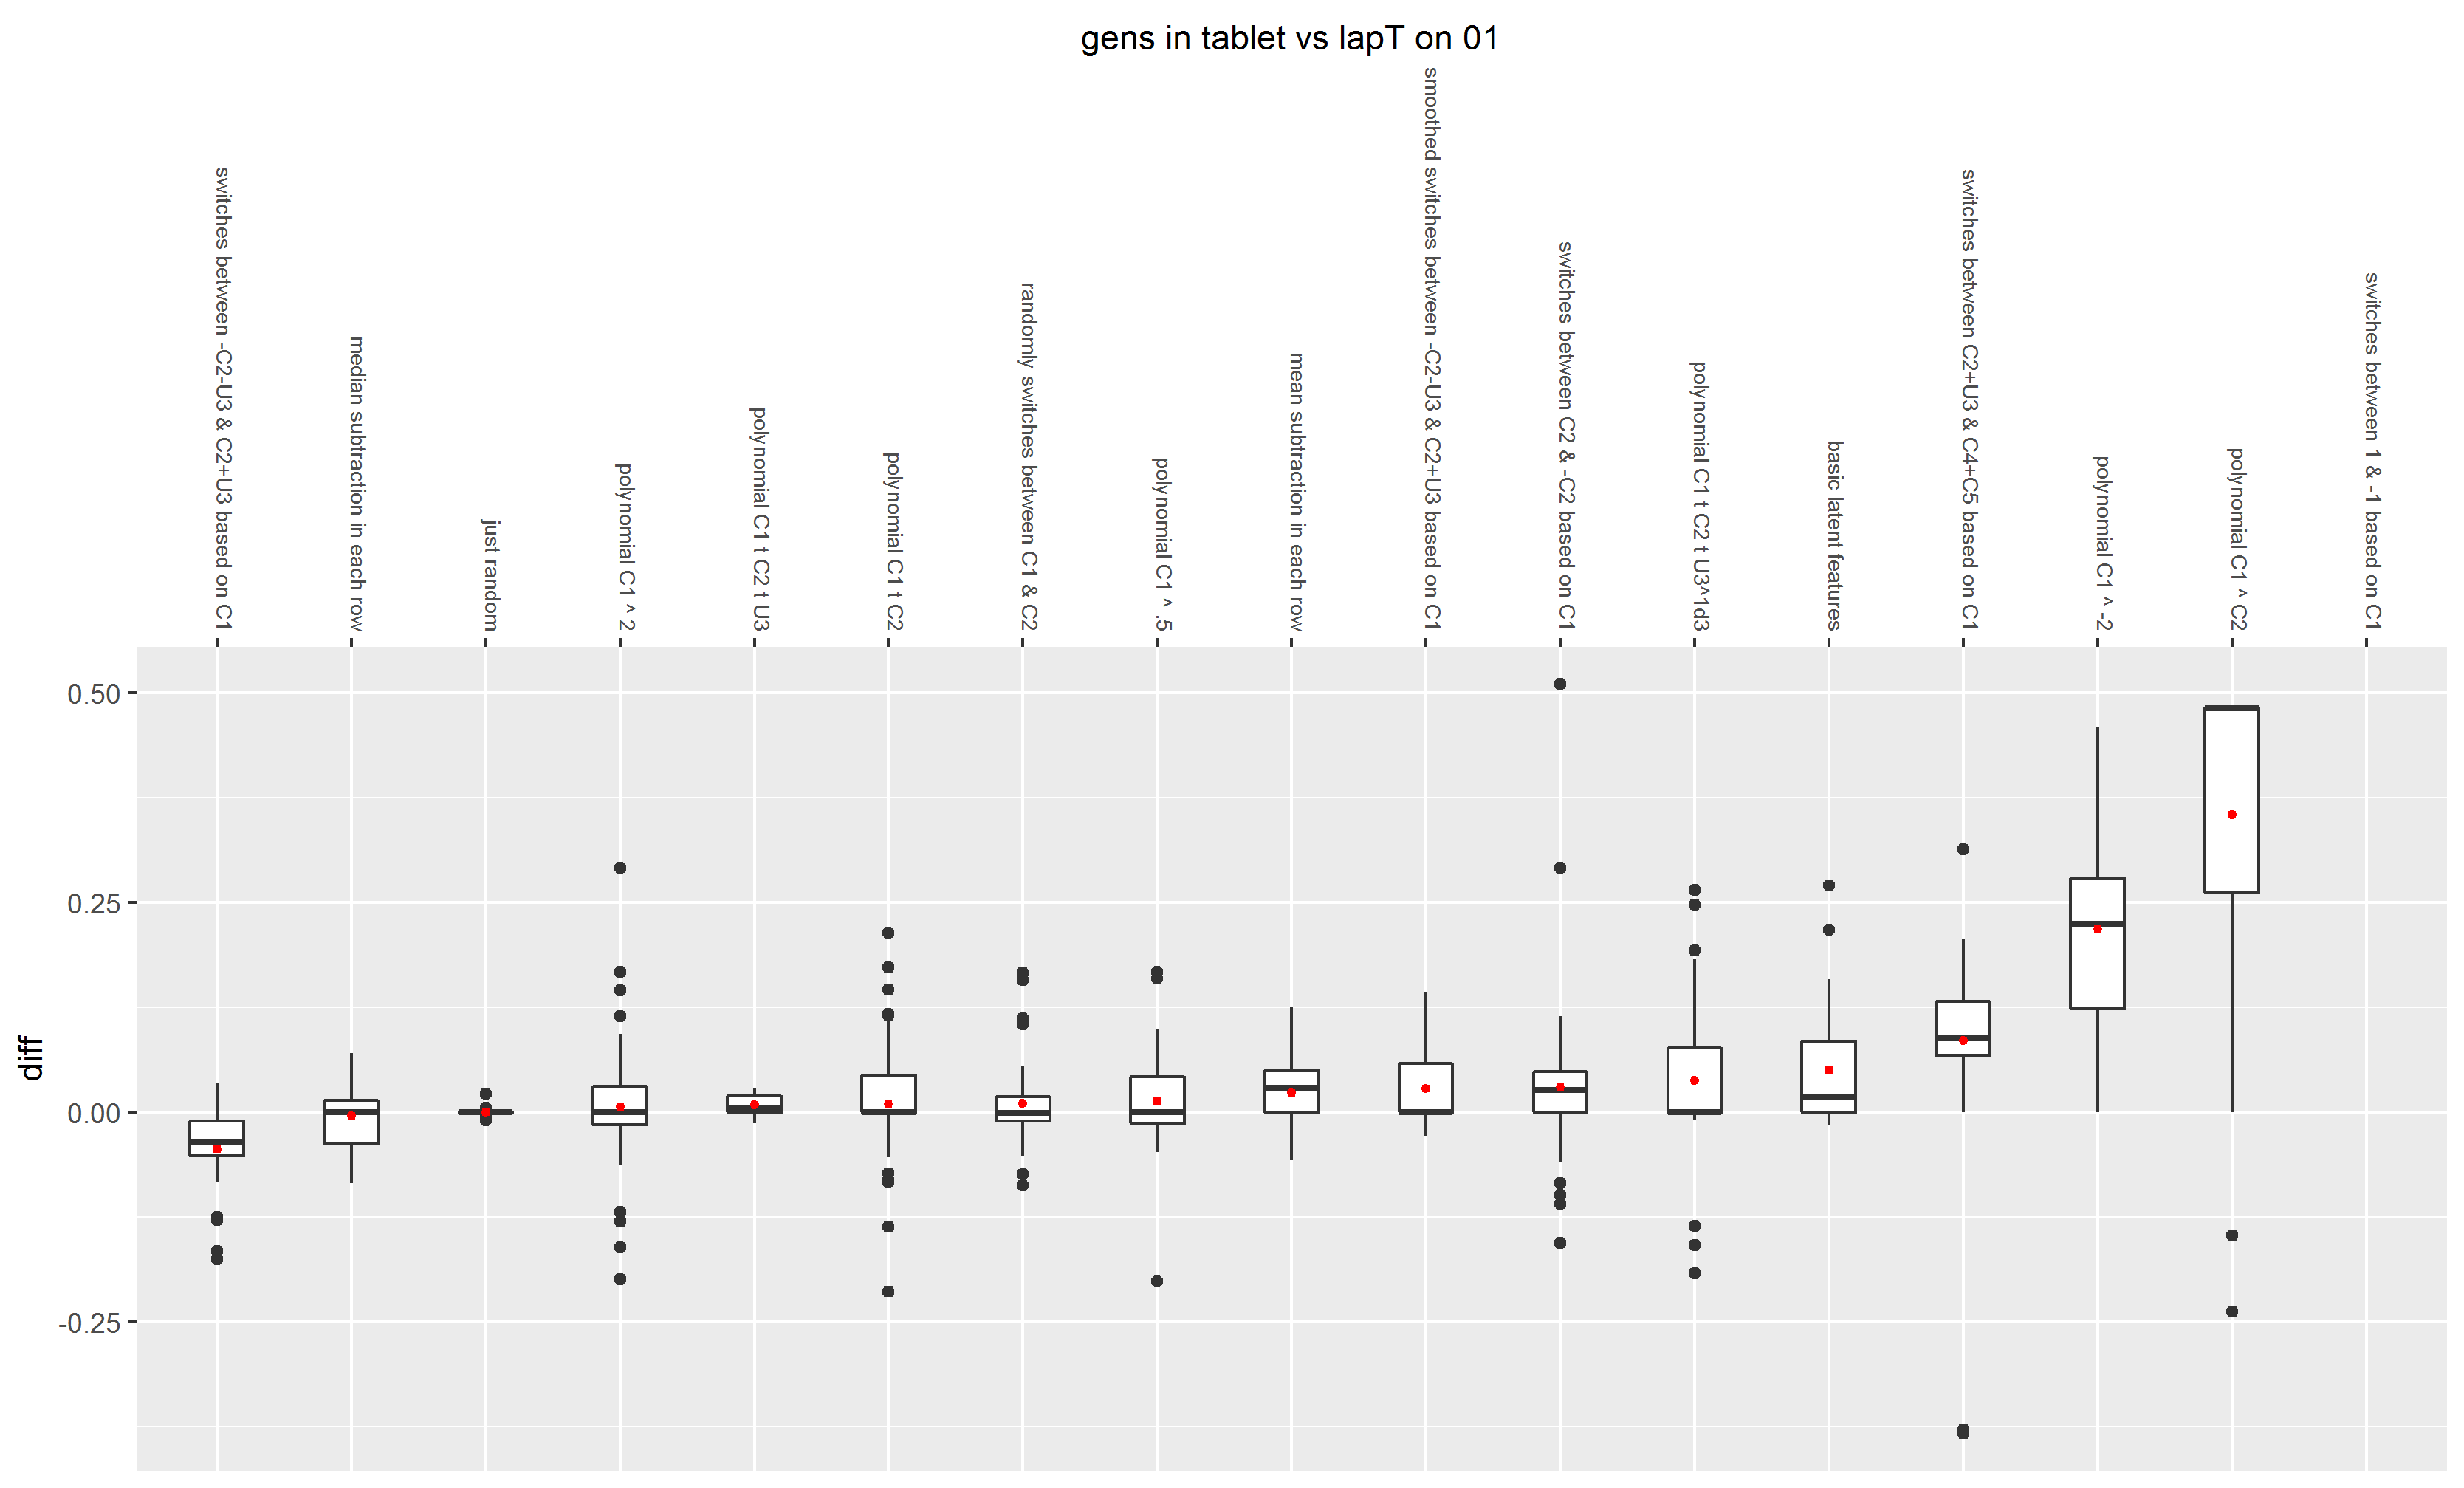 gens in tablet vs lapT on 01
switches between -C2-U3 & C2+U3 based on C1
median subtraction in each row
just random
polynomial C1 ^ 2
polynomial C1 t C2 t U3
polynomial C1 t C2
randomly switches between C1 & C2
polynomial C1 ^ .5
mean subtraction in each row
smoothed switches between -C2-U3 & C2+U3 based on C1
switches between C2 & -C2 based on C1
polynomial C1 t C2 t U3^1d3
basic latent features
switches between C2+U3 & C4+C5 based on C1
polynomial C1 ^ -2
polynomial C1 ^ C2
switches between 1 & -1 based on C1
0.50
0.25
0.00
-0.25
diff